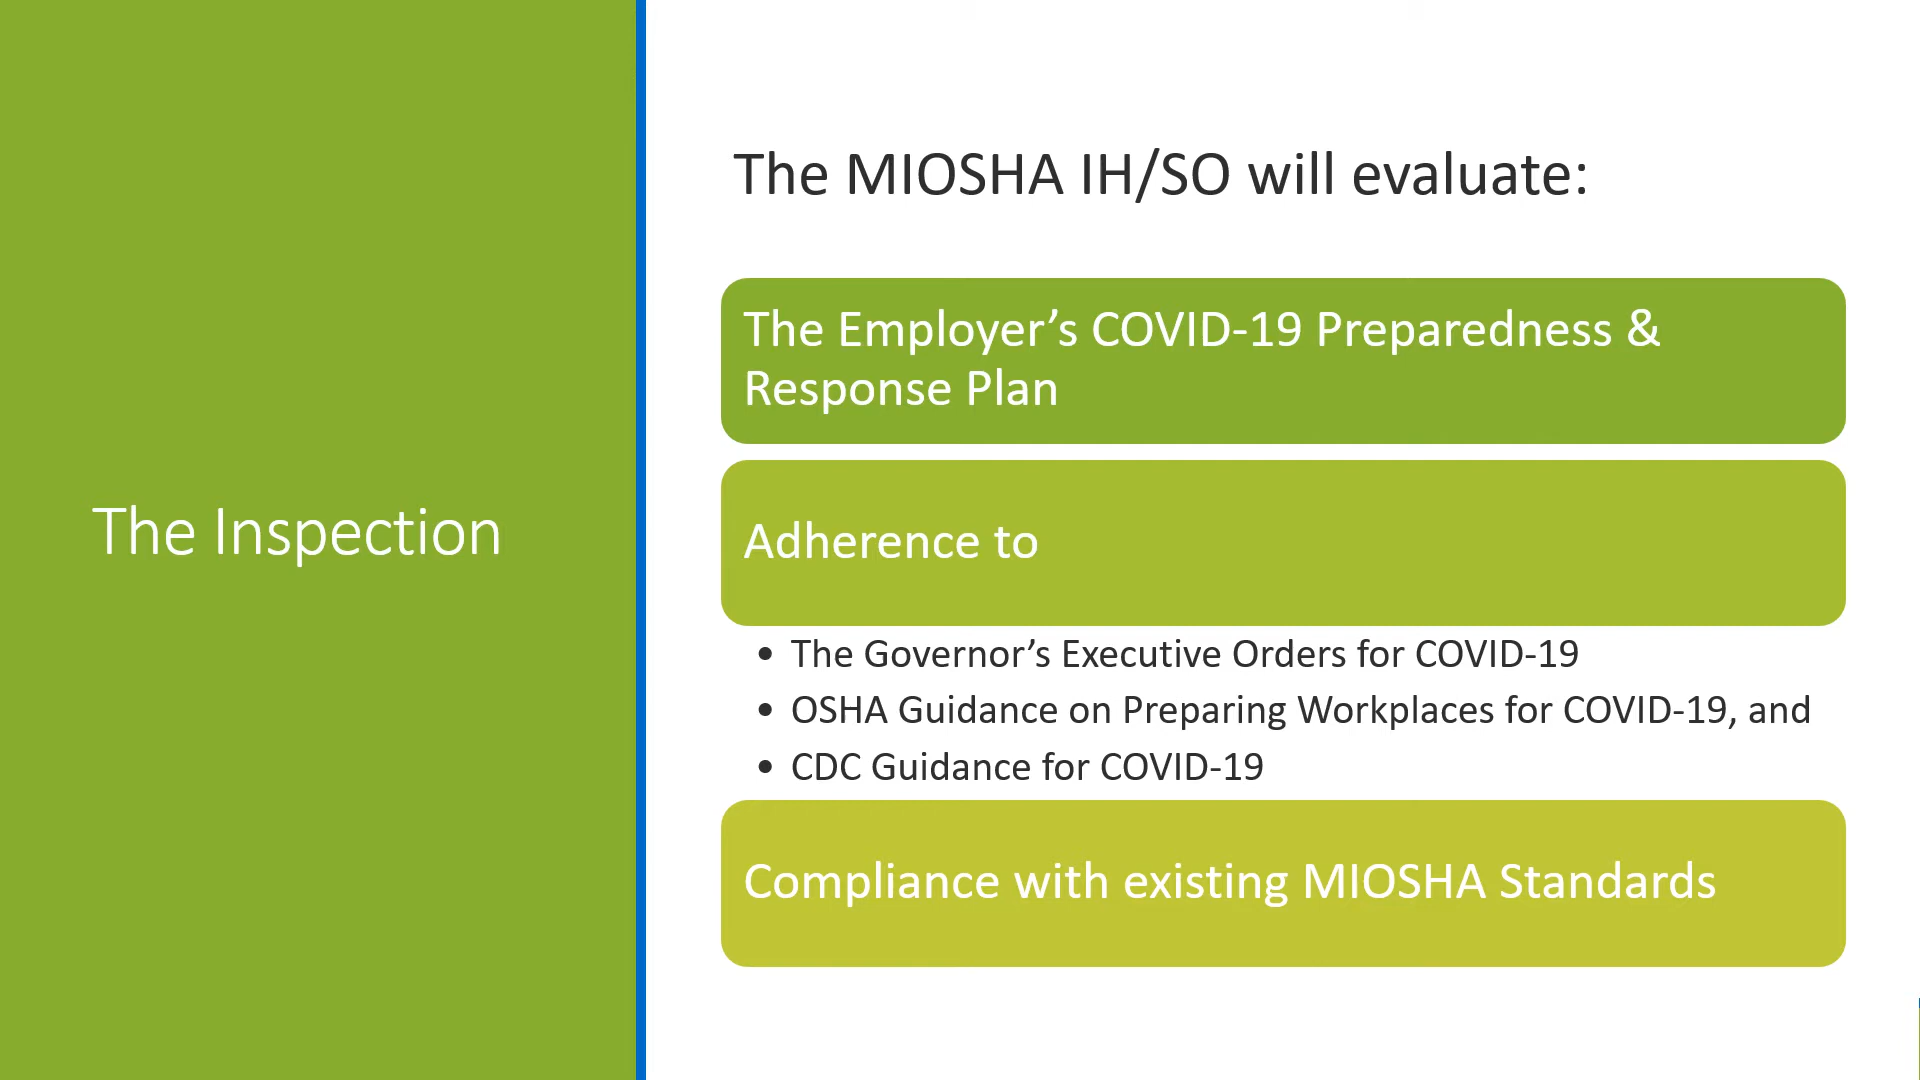 The Inspection
The MIOSHA IH/SO will evaluate:
The Employer’s COVID-19 Preparedness &
Response Plan
Adherence to
• The Governor’s Executive Orders for COVID-19
• OSHA Guidance on Preparing Workplaces for COVID-19, and
• CDC Guidance for COVID-19
Compliance with existing MIOSHA Standards